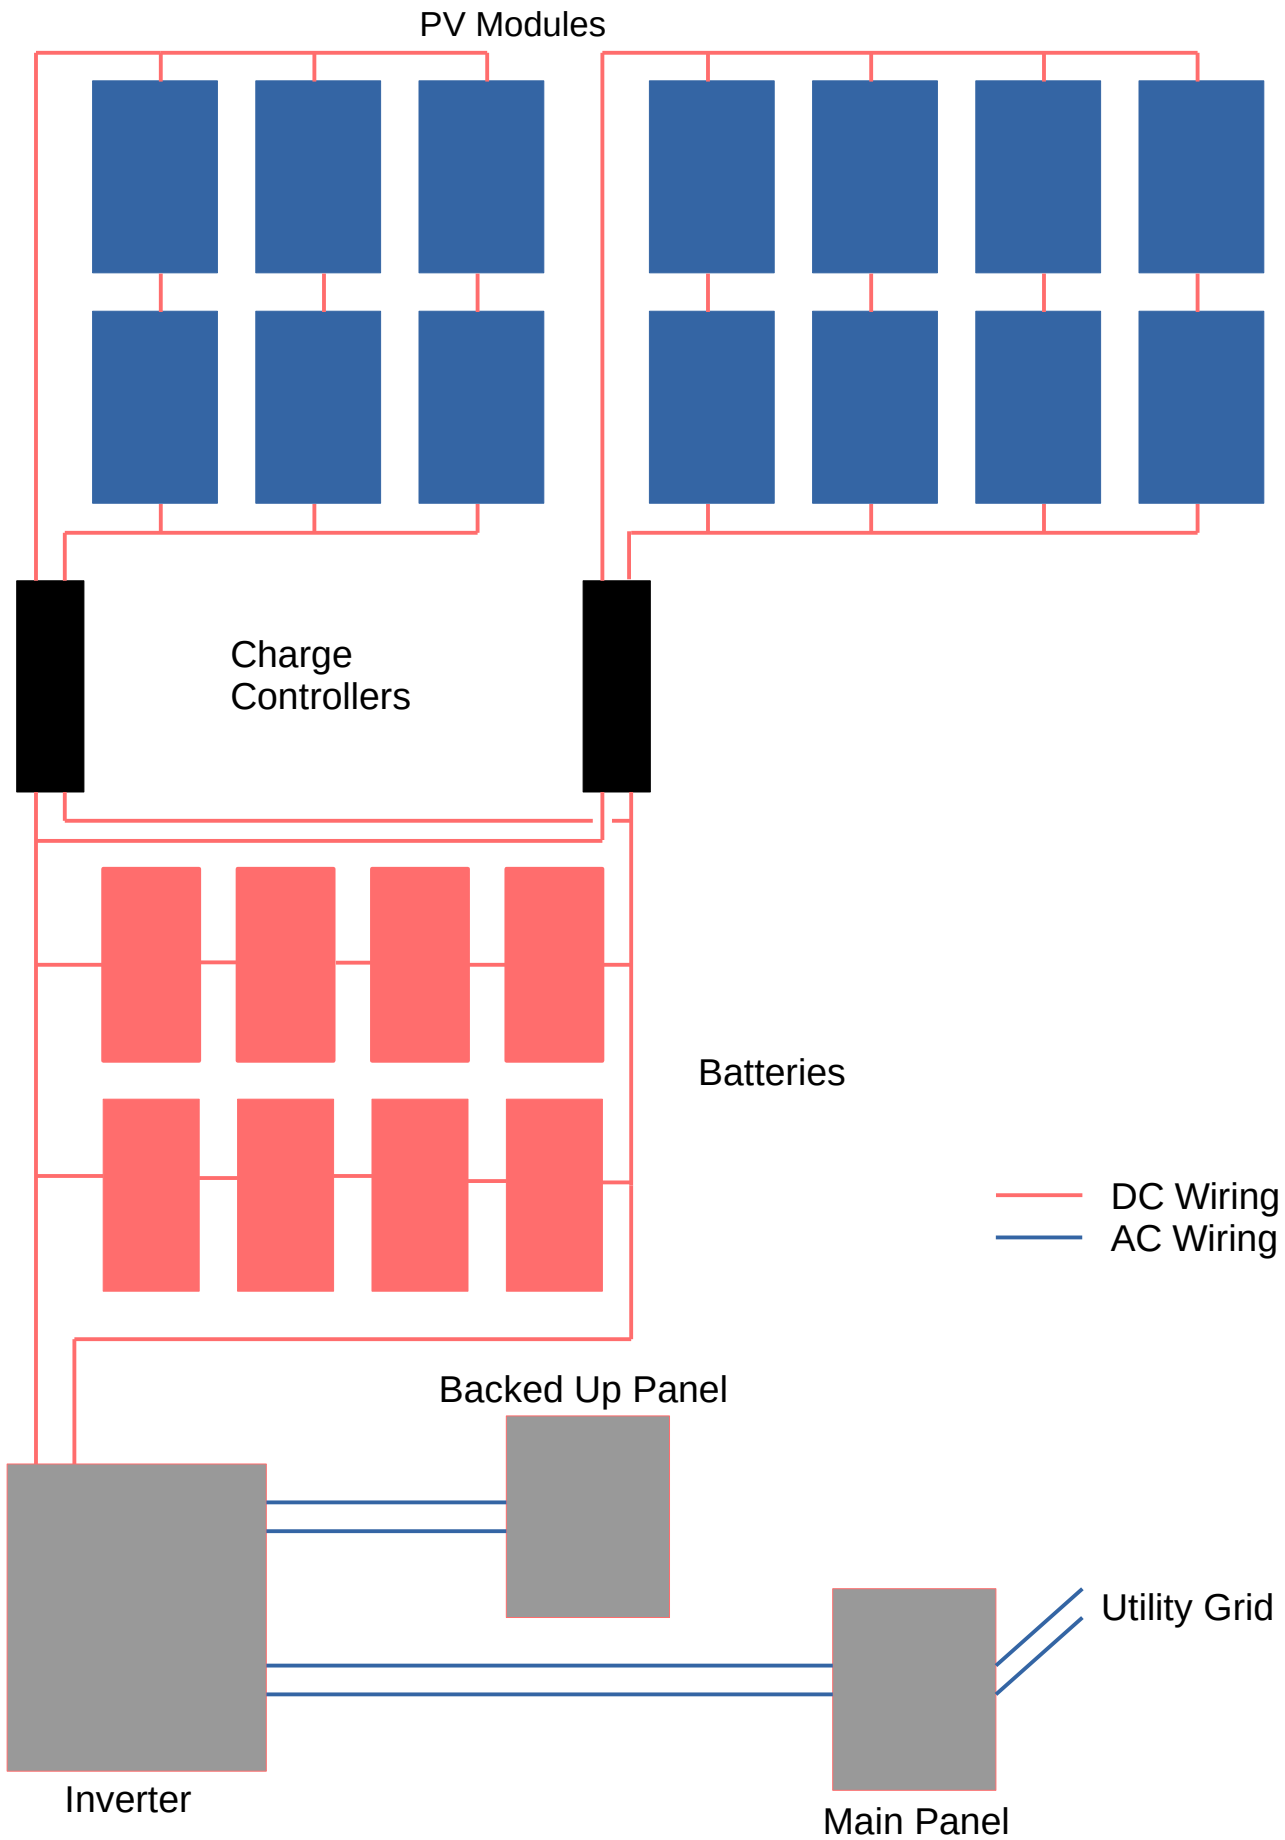 PV Modules
Charge
Controllers
Batteries
DC Wiring
AC Wiring
Backed Up Panel
Utility Grid
Inverter
Main Panel